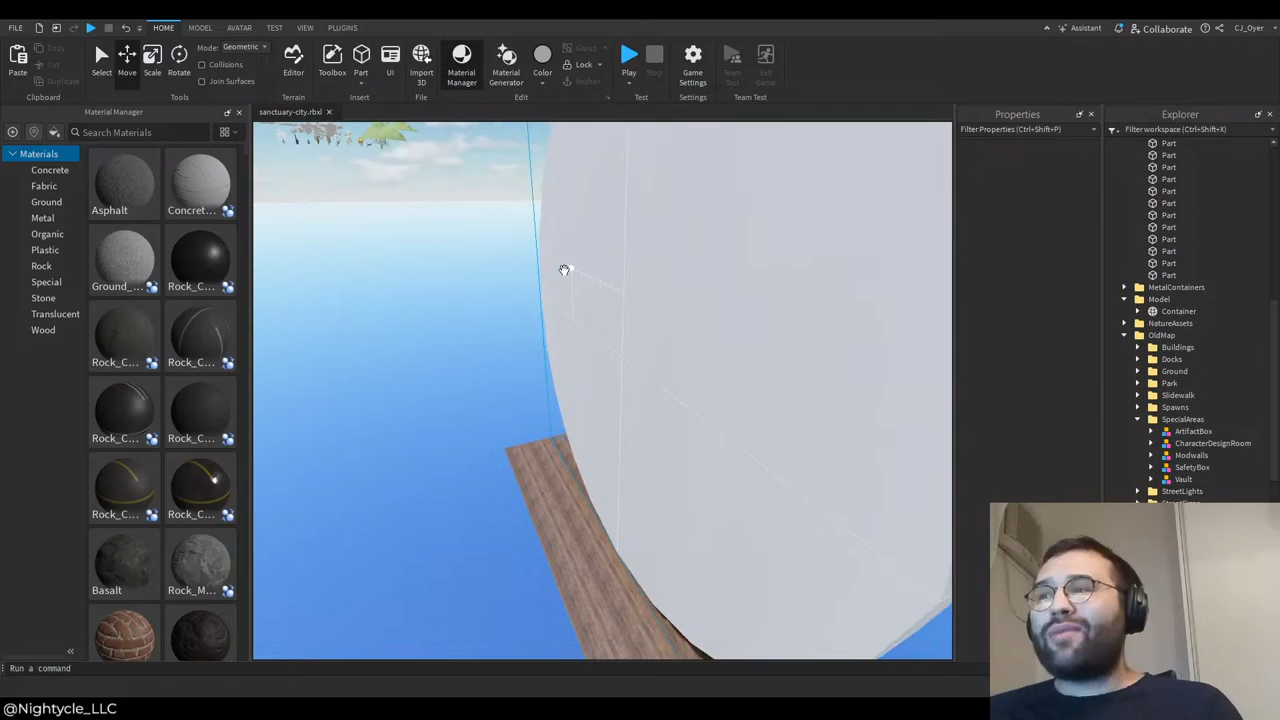 FILE HOME MODEL AVATAR TEST VIEW PLUGINS Assistant Collaborate CJ_Oyer
Paste Copy Cut Duplicate Select Move Scale Rotate Mode: Geometric Collisions Join Surfaces Editor Toolbox Part UI Import 3D Material Manager Material Generator Color Group Lock Anchor Play Stop Game Settings Team Test Exit Game
Clipboard Tools Terrain Insert File Edit Test Settings Team Test
Material Manager sanctuary-city.rbxl Properties Explorer
Search Materials Filter Properties (Ctrl+Shift+P) Filter workspace (Ctrl+Shift+X)
Materials
Concrete
Fabric
Ground
Metal
Organic
Plastic
Rock
Special
Stone
Translucent
Wood
Asphalt Concret...
Ground_... Rock_C...
Rock_C... Rock_C...
Rock_C... Rock_C...
Rock_C... Rock_C...
Basalt Rock_M...
Part
Part
Part
Part
Part
Part
Part
Part
Part
Part
Part
Part
MetalContainers
Model
Container
NatureAssets
OldMap
Buildings
Docks
Ground
Park
Slidewalk
Spawns
SpecialAreas
ArtifactBox
CharacterDesignRoom
Modwalls
SafetyBox
Vault
StreetLights
Run a command
@Nightycle_LLC